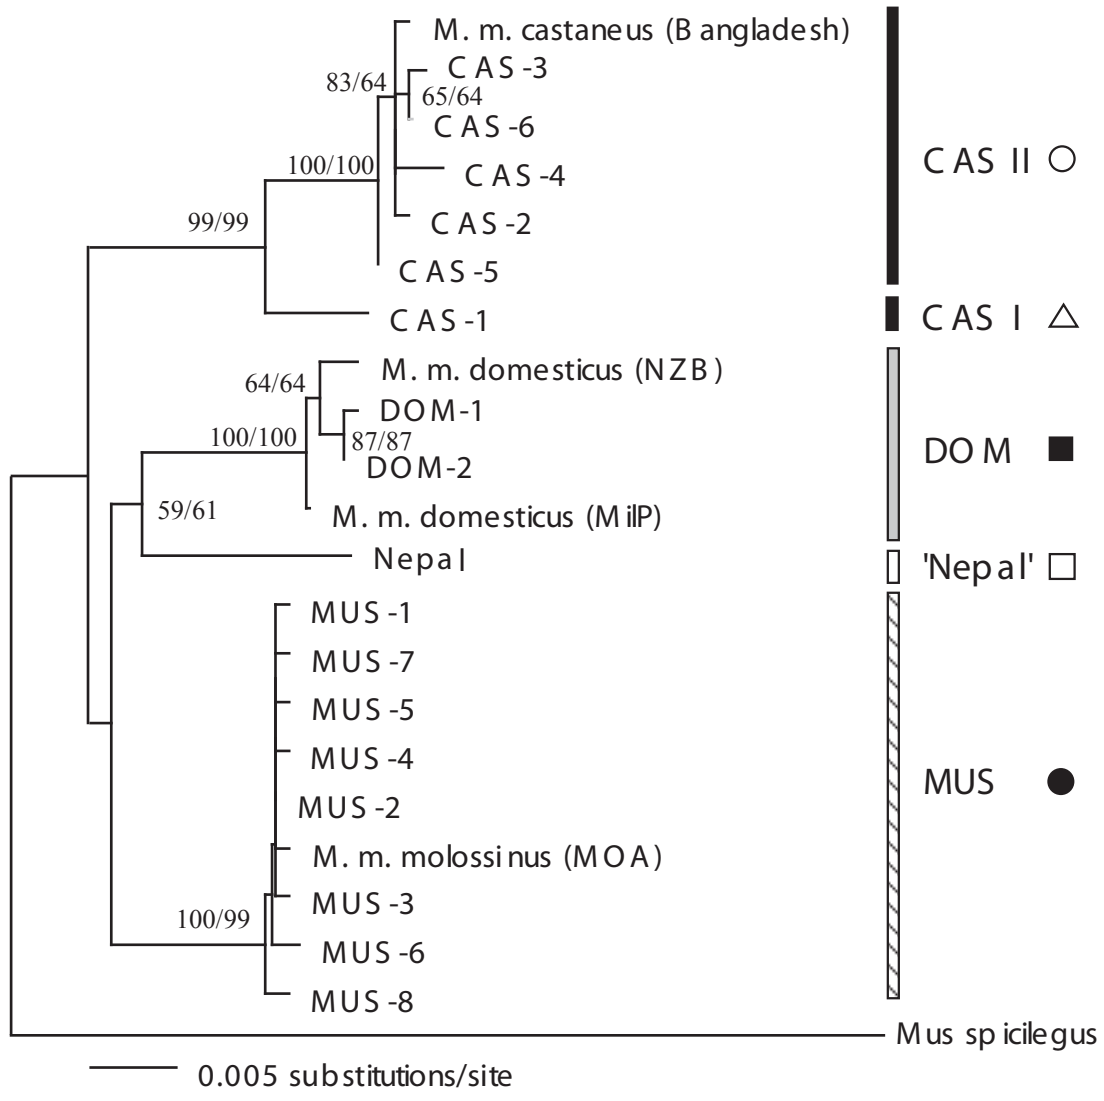 M. m. castaneus (Bangladesh)
CAS-3
83/64
65/64
CAS-6
CAS II
100/100
CAS-4
99/99
CAS-2
CAS-5
CAS-1
CAS I
M. m. domesticus (NZB)
64/64
DOM-1
100/100
87/87
DOM
DOM-2
59/61
M. m. domesticus (MilP)
Nepal
'Nepal'
MUS-1
MUS-7
MUS-5
MUS-4
MUS
MUS-2
M. m. molossinus (MOA)
MUS-3
100/99
MUS-6
MUS-8
Mus spicilegus
0.005 substitutions/site